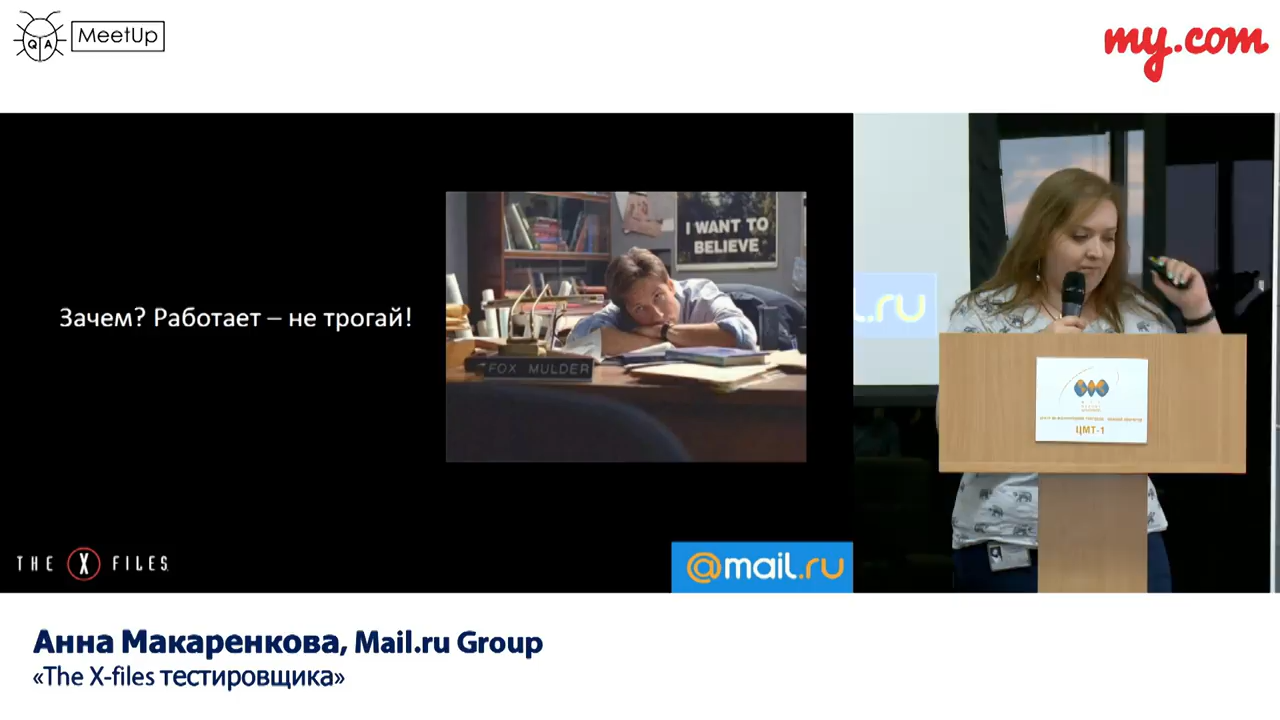 QA MeetUp
my.com
I WANT TO
BELIEVE
Зачем? Работает – не трогай!
FOX MULDER
.ru
ЦМТ-1
THE X FILES
@mail.ru
Анна Макаренкова, Mail.ru Group
«The X-files тестировщика»